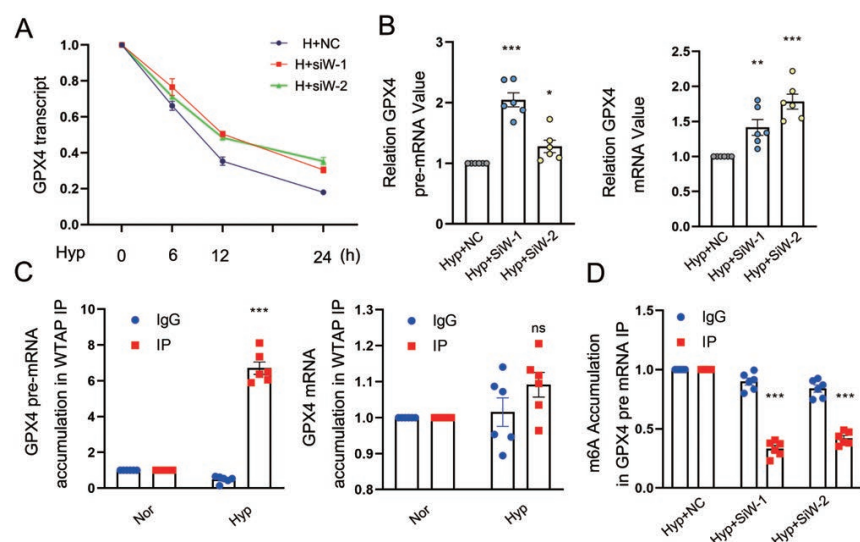 A
H+NC
H+siW-1
H+siW-2
GPX4 transcript
1.0
0.8
0.6
0.4
0.2
0.0
Hyp
0 6 12 24 (h)
B
Relation GPX4
pre-mRNA Value
3
2
1
0
***
*
Hyp+NC
Hyp+SiW-1
Hyp+SiW-2
Relation GPX4
mRNA Value
2.5
2.0
1.5
1.0
0.5
0.0
**
***
Hyp+NC
Hyp+SiW-1
Hyp+SiW-2
C
GPX4 pre-mRNA
accumulation in WTAP IP
10
8
6
4
2
0
IgG
IP
***
Nor Hyp
GPX4 mRNA
accumulation in WTAP IP
1.3
1.2
1.1
1.0
0.9
0.8
IgG
IP
ns
Nor Hyp
D
m6A Accumulation
in GPX4 pre mRNA IP
1.5
1.0
0.5
0.0
IgG
IP
***
***
Hyp+NC
Hyp+SiW-1
Hyp+SiW-2